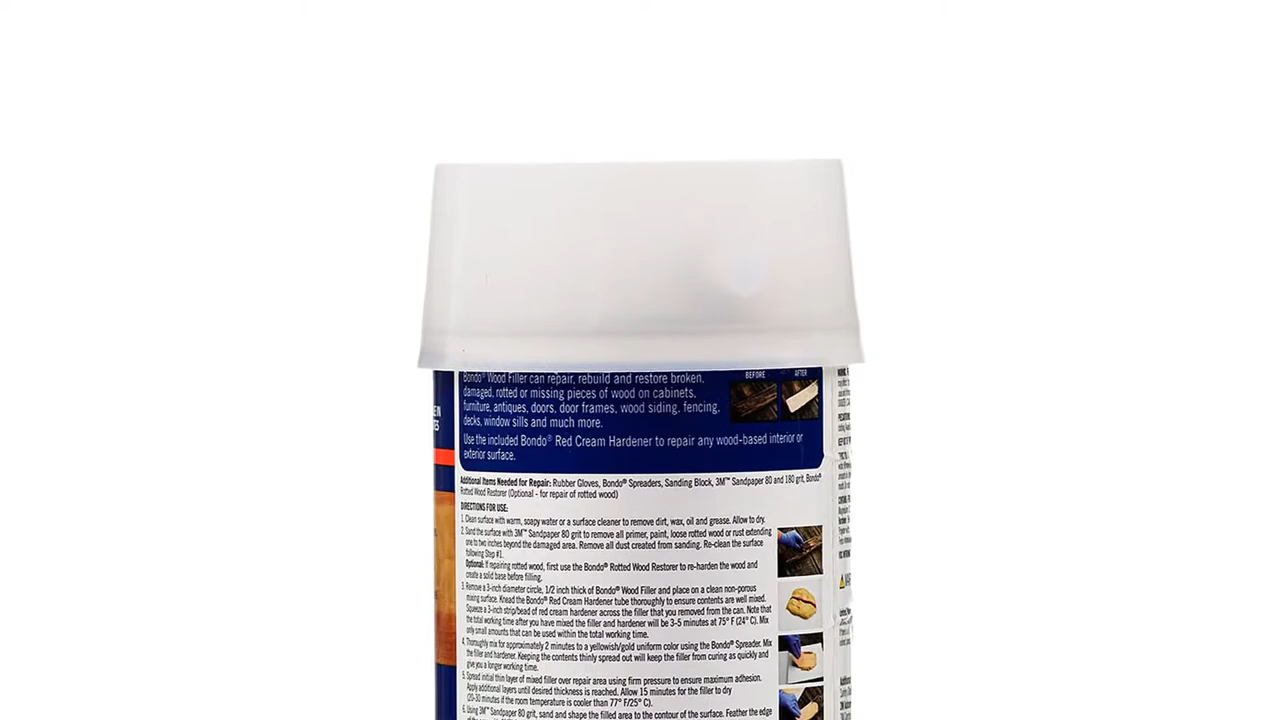 Bondo® Wood Filler can repair, rebuild and restore broken,
damaged, rotted or missing pieces of wood on cabinets,
furniture, antiques, doors, door frames, wood siding, fencing,
decks, window sills and much more.
Use the included Bondo® Red Cream Hardener to repair any wood-based interior or
exterior surface.
BEFORE AFTER
Additional Items Needed for Repair: Rubber Gloves, Bondo® Spreaders, Sanding Block, 3M™ Sandpaper 80 and 180 grit, Bondo®
Rotted Wood Restorer (Optional - for repair of rotted wood)
DIRECTIONS FOR USE:
1. Clean surface with warm, soapy water or a surface cleaner to remove dirt, wax, oil and grease. Allow to dry.
2. Sand the surface with 3M™ Sandpaper 80 grit to remove all primer, paint, loose rotted wood or rust extending
one to two inches beyond the damaged area. Remove all dust created from sanding. Re-clean the surface
following Step #1.
Optional: If repairing rotted wood, first use the Bondo® Rotted Wood Restorer to re-harden the wood and
create a solid base before filling.
3. Remove a 3-inch diameter circle, 1/2 inch thick of Bondo® Wood Filler and place on a clean non-porous
mixing surface. Knead the Bondo® Red Cream Hardener tube thoroughly to ensure contents are well mixed.
Squeeze a 3-inch strip/bead of red cream hardener across the filler that you removed from the can. Note that
the total working time after you have mixed the filler and hardener will be 3-5 minutes at 75° F (24° C). Mix
only small amounts that can be used within the total working time.
4. Thoroughly mix for approximately 2 minutes to a yellowish/gold uniform color using the Bondo® Spreader. Mix
the filler and hardener. Keeping the contents thinly spread out will keep the filler from curing as quickly and
give you a longer working time.
5. Spread initial thin layer of mixed filler over repair area using firm pressure to ensure maximum adhesion.
Apply additional layers until desired thickness is reached. Allow 15 minutes for the filler to dry
(20-30 minutes if the room temperature is cooler than 77° F/25° C).
6. Using 3M™ Sandpaper 80 grit, sand and shape the filled area to the contour of the surface. Feather the edge